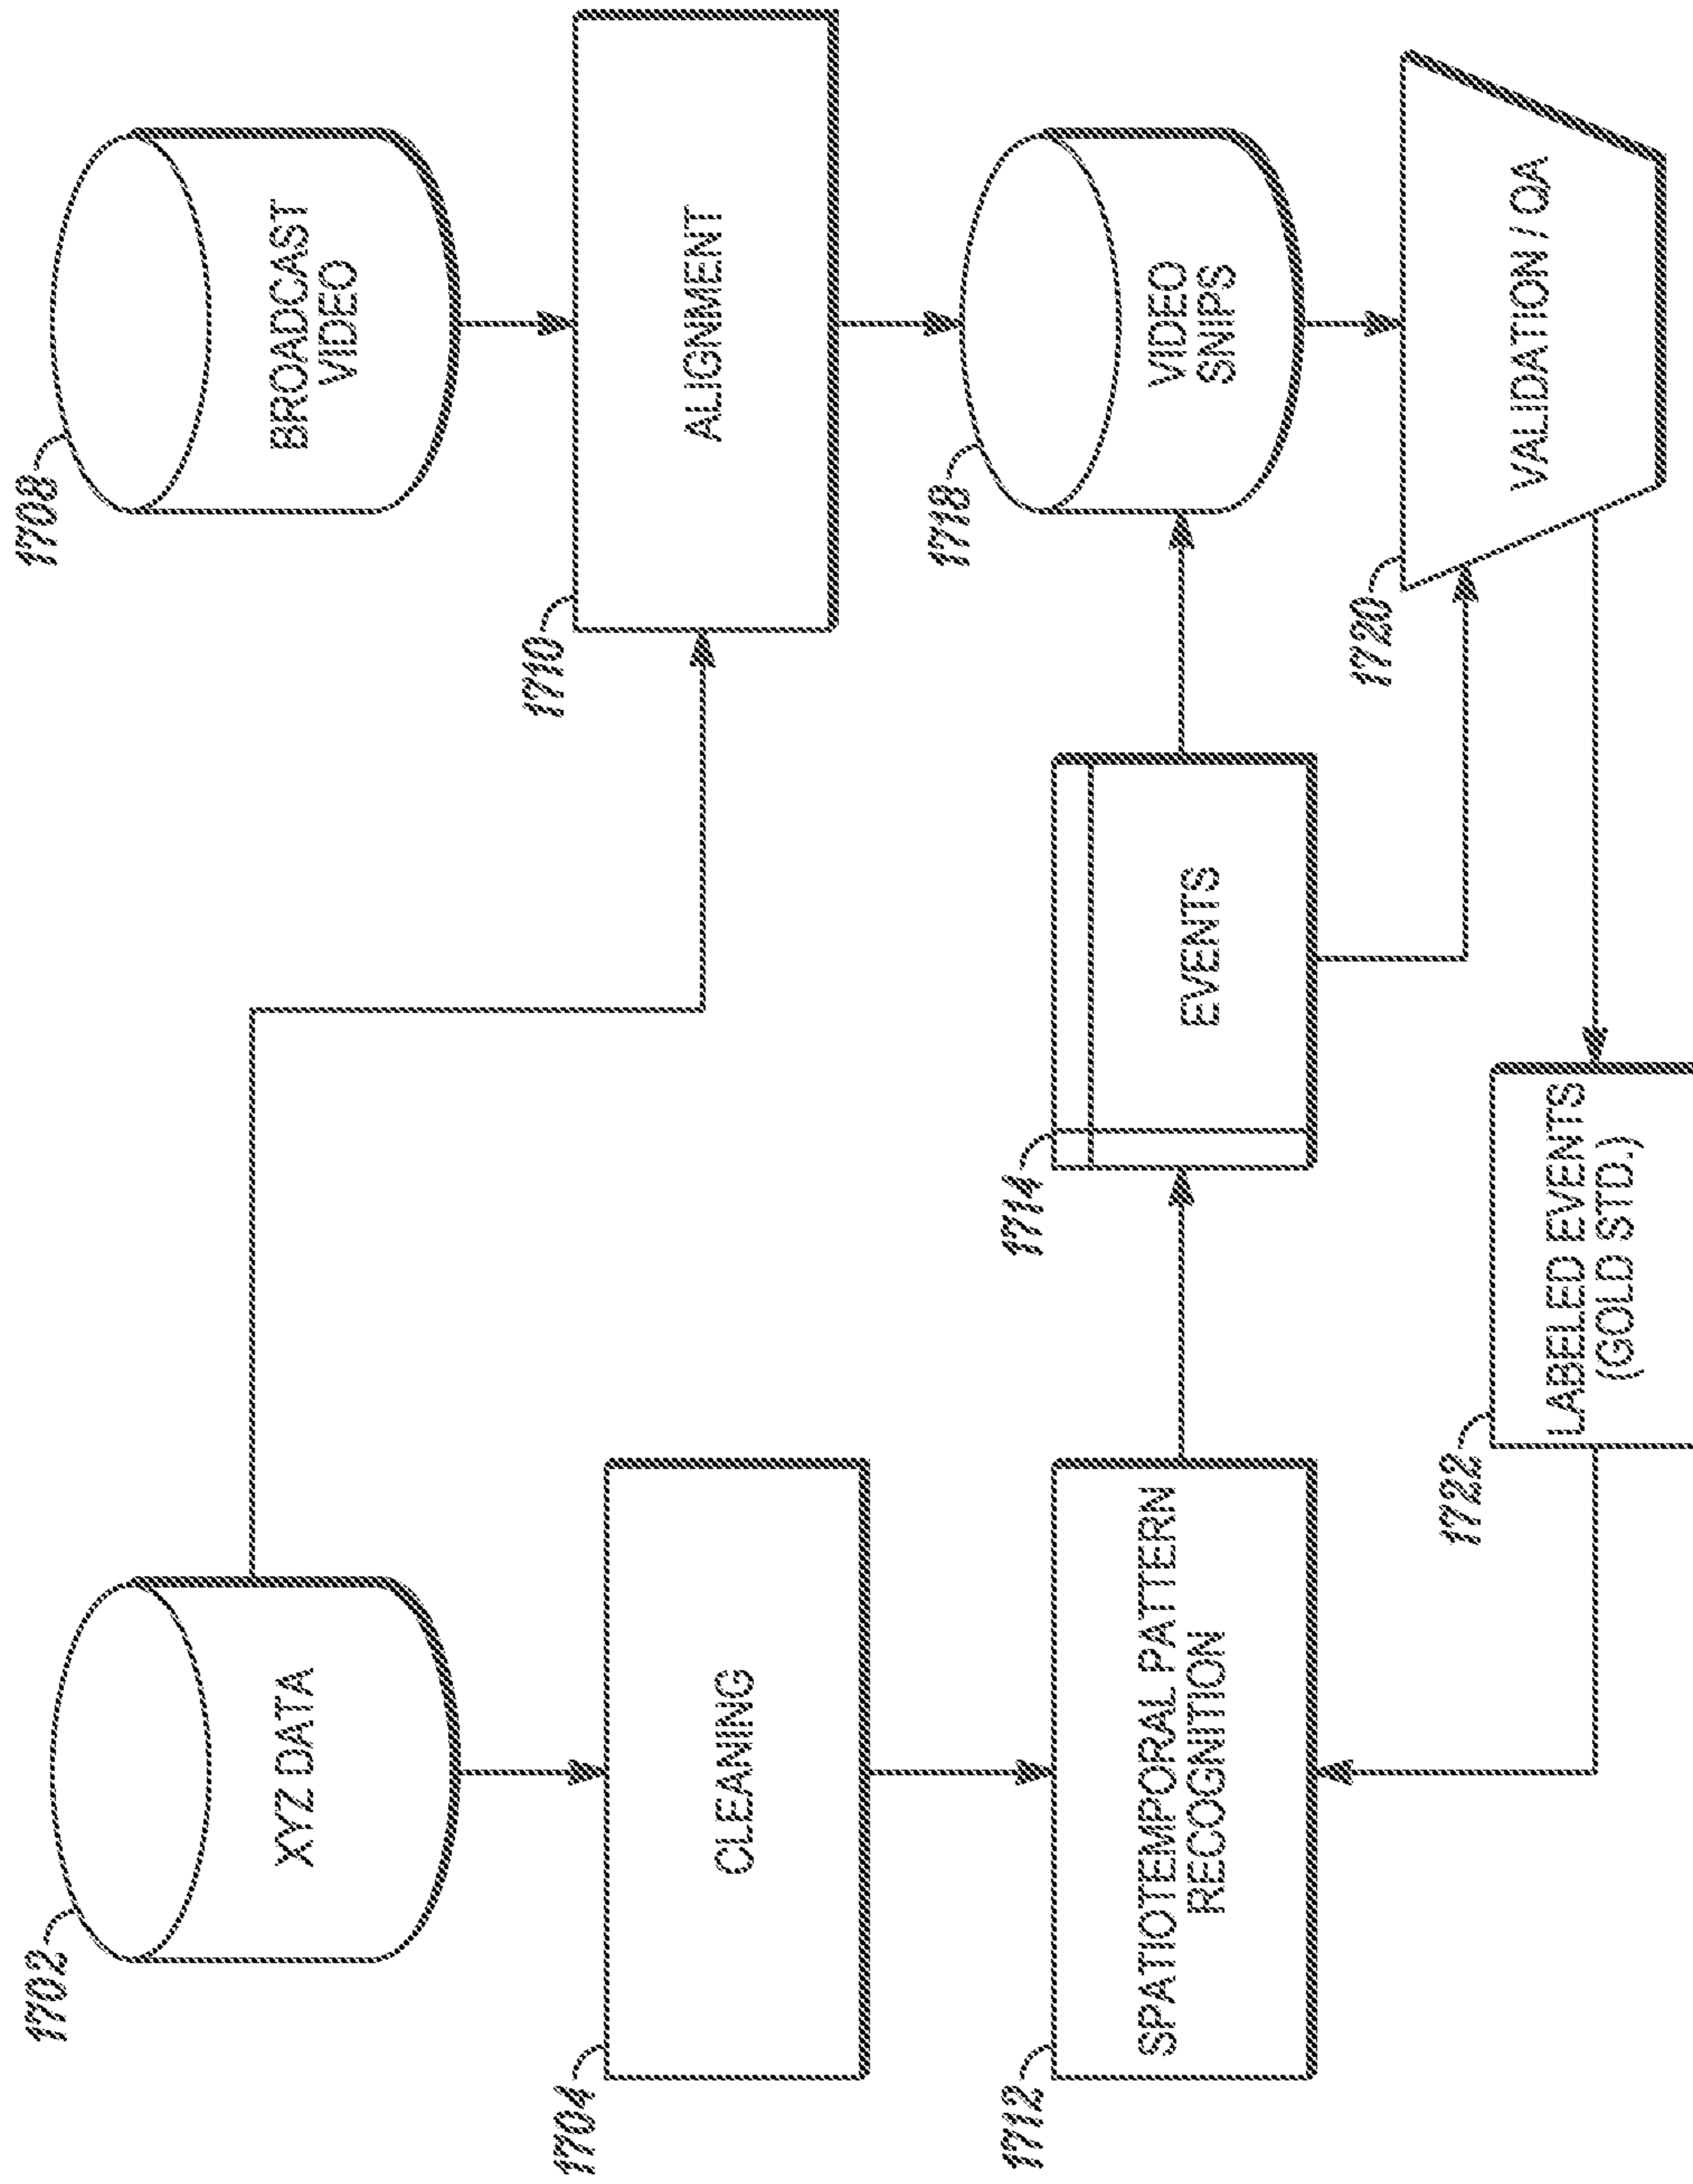 1702
XYZ DATA
1708
BROADCAST
VIDEO
1704
CLEANING
1710
ALIGNMENT
1712
SPATIOTEMPORAL PATTERN
RECOGNITION
1714
EVENTS
1718
VIDEO
SNIPS
1722
LABELED EVENTS
(GOLD STD.)
1720
VALIDATION / QA